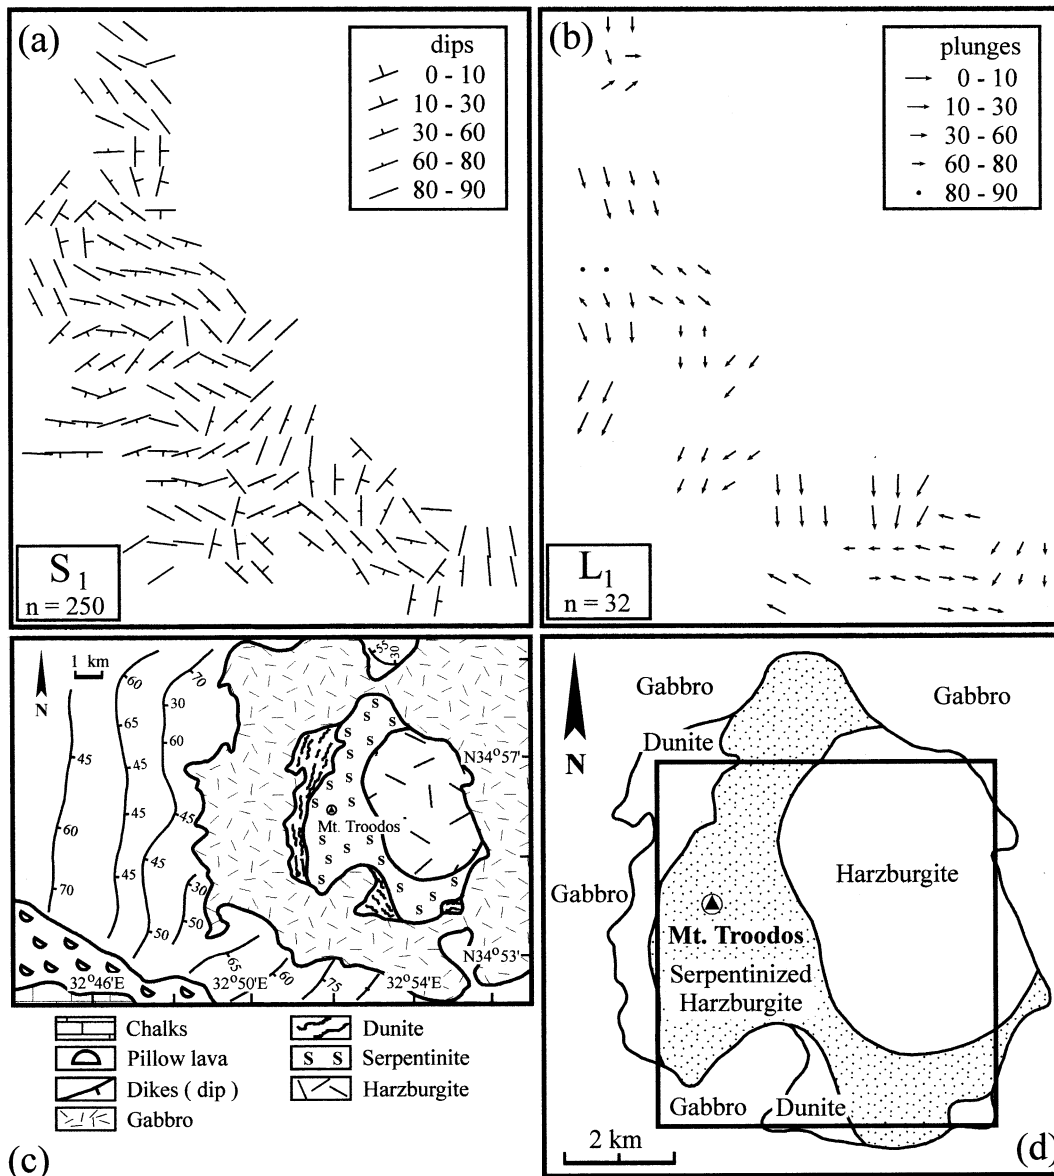 (a)
dips
0 - 10
10 - 30
30 - 60
60 - 80
80 - 90
S1
n = 250
(b)
plunges
0 - 10
10 - 30
30 - 60
60 - 80
80 - 90
L1
n = 32
1 km
N
60
70
65
30
60
45
45
45
60
45
45
45
30
70
50
50
65
60
75
55
30
N34°57'
Mt. Troodos
S S S S S S S S S S S S S S S
N34°53'
32°46'E
32°50'E
32°54'E
Chalks
Pillow lava
Dikes ( dip )
Gabbro
Dunite
S S Serpentinite
Harzburgite
(c)
N
Gabbro
Gabbro
Dunite
Harzburgite
Gabbro
Mt. Troodos
Serpentinized
Harzburgite
Gabbro
Dunite
2 km
(d)